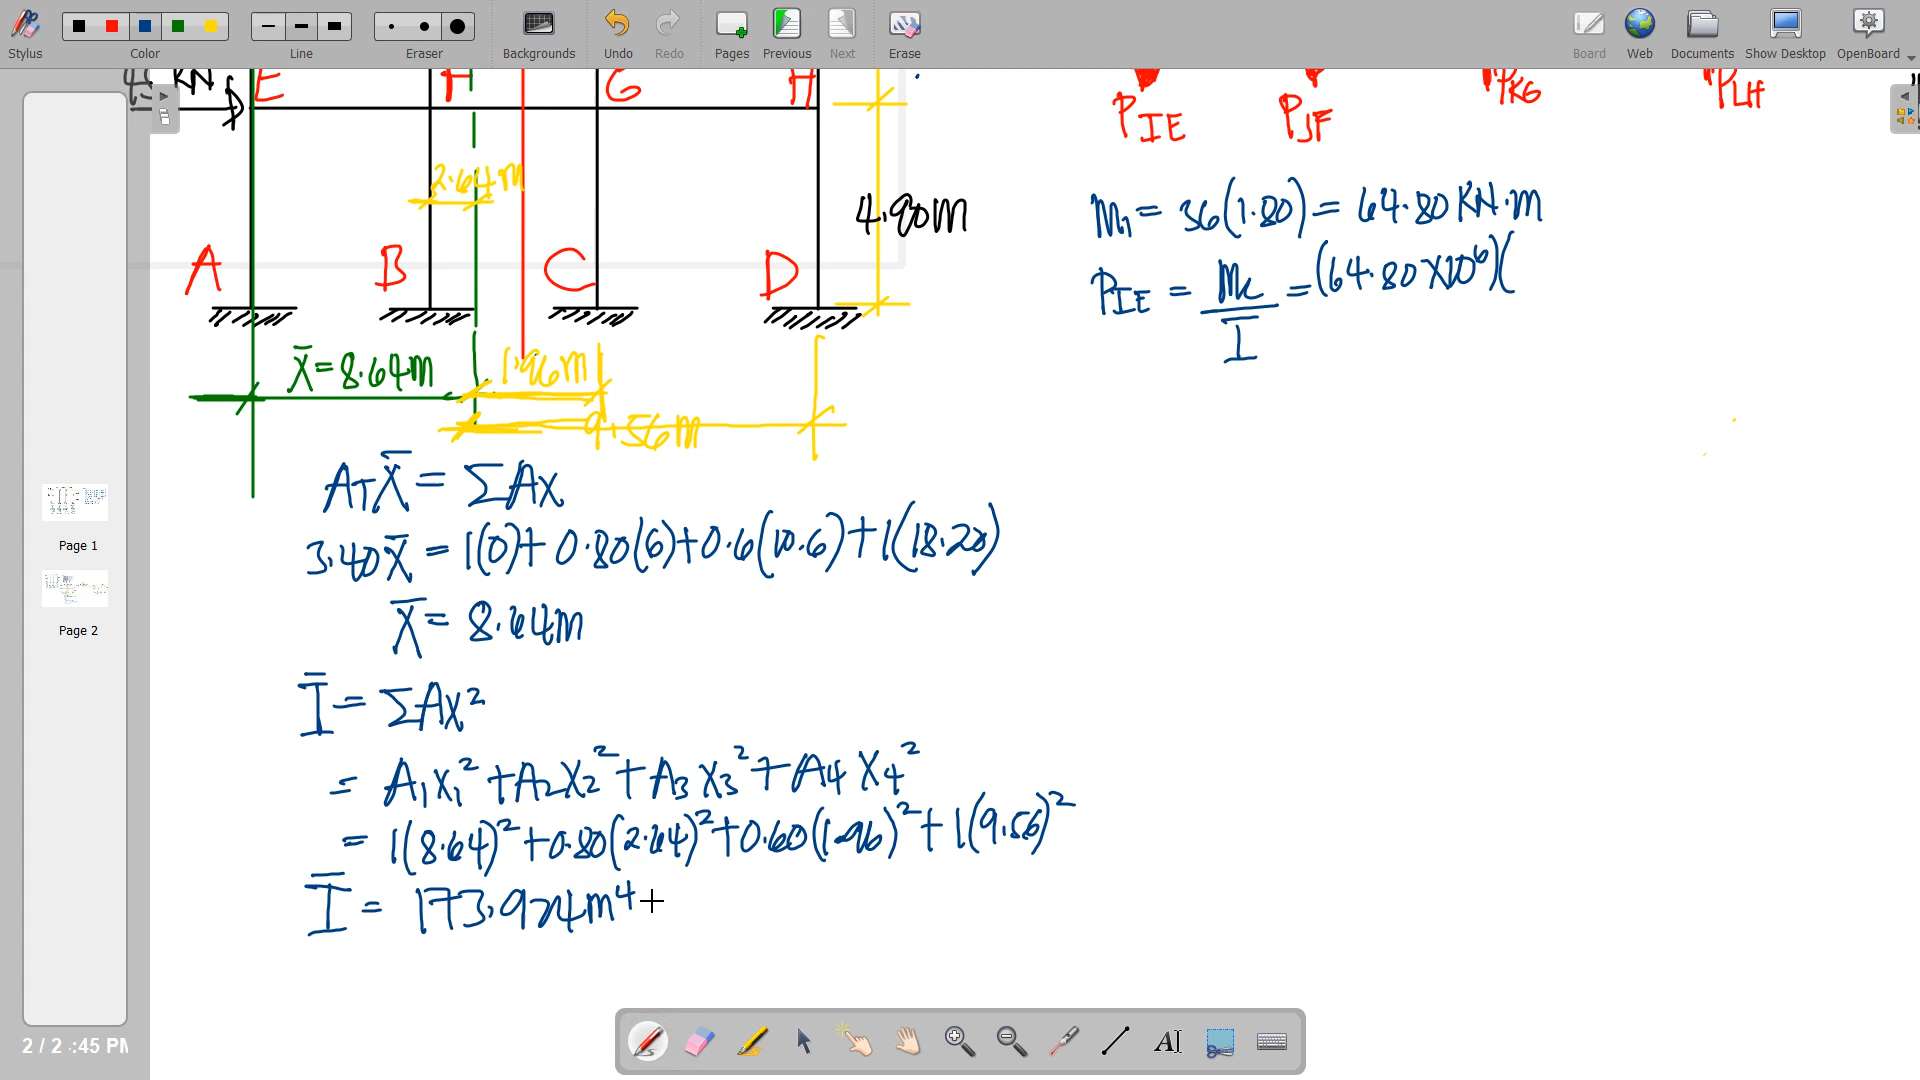 Stylus
Color
Line
Eraser
Backgrounds
Undo
Redo
Pages
Previous
Next
Erase
Board
Web
Documents
Show Desktop
OpenBoard
KN
E
F
G
H
P_IE
P_JF
P_KG
P_LH
2.64m
4.90m
A
B
C
D
M₁ = 36(1.80) = 64.80 KN·m
P_IE = Mc/I̅ = (64.80x10⁶)(
X̅ = 8.64m
1.96m
9.56m
A_T X̅ = ΣAx
3.40X̅ = 1(0)+0.80(6)+0.6(10.6)+1(18.20)
X̅ = 8.64m
I̅ = ΣAx²
= A₁x₁²+A₂x₂²+A₃x₃²+A₄x₄²
= 1(8.64)²+0.80(2.64)²+0.60(1.96)²+1(9.56)²
I̅ = 173.924m⁴
Page 1
Page 2
2 / 2
:45 PM